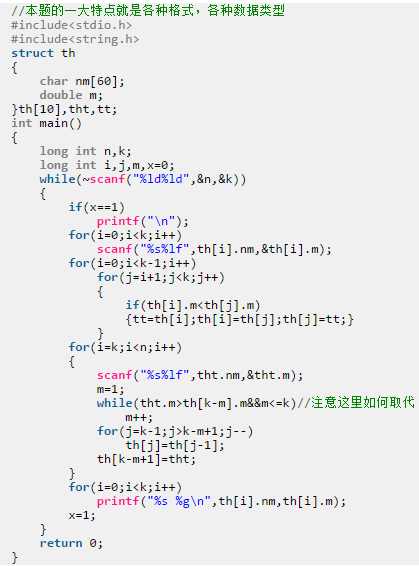 //本题的一大特点就是各种格式，各种数据类型
#include<stdio.h>
#include<string.h>
struct th
{
    char nm[60];
    double m;
}th[10],tht,tt;
int main()
{
    long int n,k;
    long int i,j,m,x=0;
    while(~scanf("%ld%ld",&n,&k))
    {
        if(x==1)
            printf("\n");
        for(i=0;i<k;i++)
            scanf("%s%lf",th[i].nm,&th[i].m);
        for(i=0;i<k-1;i++)
            for(j=i+1;j<k;j++)
            {
                if(th[i].m<th[j].m)
                {tt=th[i];th[i]=th[j];th[j]=tt;}
            }
        for(i=k;i<n;i++)
        {
            scanf("%s%lf",tht.nm,&tht.m);
            m=1;
            while(tht.m>th[k-m].m&&m<=k)//注意这里如何取代
                m++;
            for(j=k-1;j>k-m+1;j--)
                th[j]=th[j-1];
            th[k-m+1]=tht;
        }
        for(i=0;i<k;i++)
            printf("%s %g\n",th[i].nm,th[i].m);
        x=1;
    }
    return 0;
}